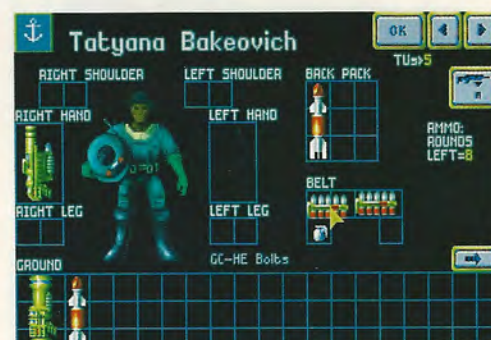 Tatyana Bakeovich
OK
TUs>5
RIGHT SHOULDER
LEFT SHOULDER
BACK PACK
RIGHT HAND
LEFT HAND
AMMO:
ROUNDS
LEFT=8
BELT
RIGHT LEG
LEFT LEG
GC-HE Bolts
GROUND